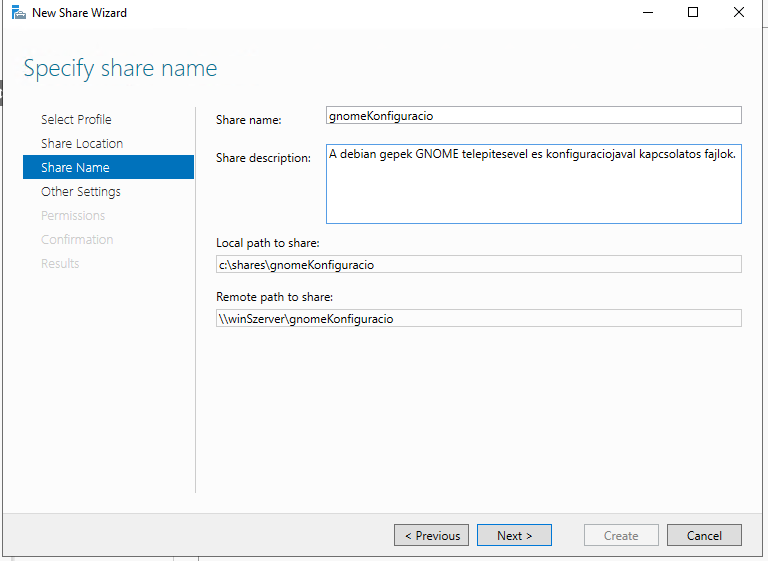 New Share Wizard
Specify share name
Select Profile
Share Location
Share Name
Other Settings
Permissions
Confirmation
Results
Share name:
gnomeKonfiguracio
Share description:
A debian gepek GNOME telepitesevel es konfiguraciojaval kapcsolatos fajlok.
Local path to share:
c:\shares\gnomeKonfiguracio
Remote path to share:
\\winSzerver\gnomeKonfiguracio
< Previous
Next >
Create
Cancel